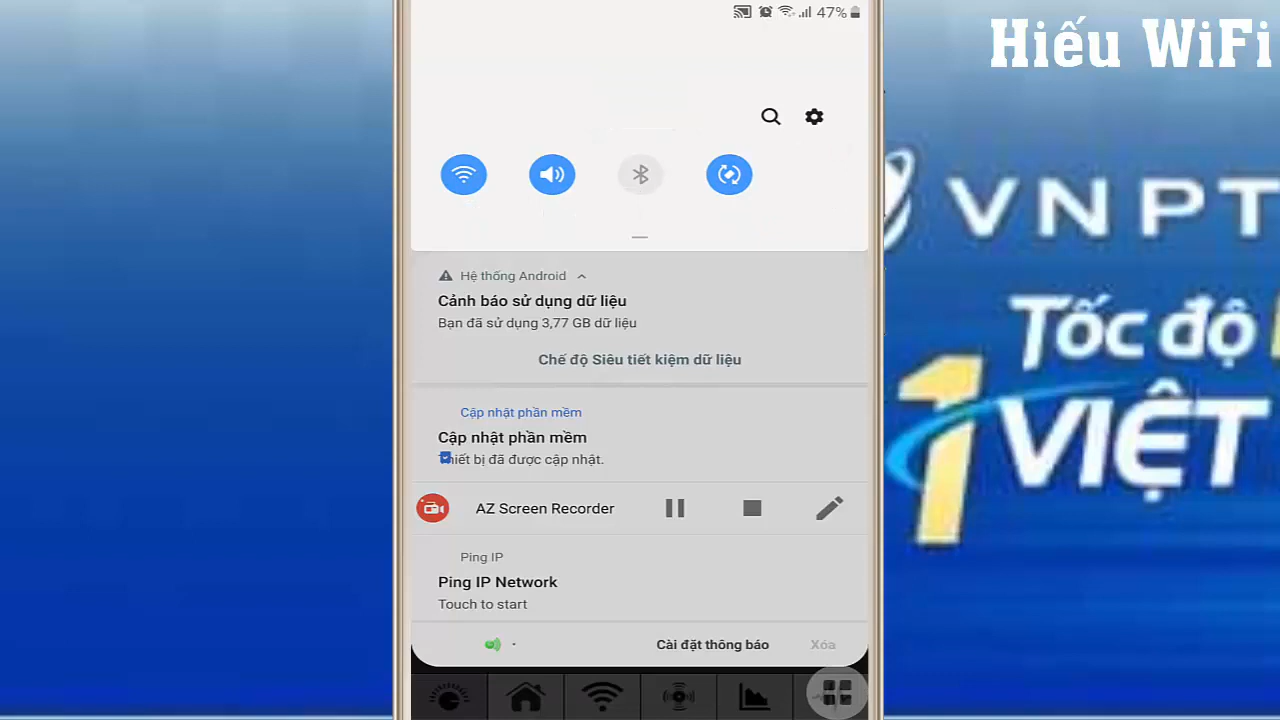 47%
Hiếu WiFi
VNPT
Tốc độ
1 VIỆT
Hệ thống Android
Cảnh báo sử dụng dữ liệu
Bạn đã sử dụng 3,77 GB dữ liệu
Chế độ Siêu tiết kiệm dữ liệu
Cập nhật phần mềm
Cập nhật phần mềm
Thiết bị đã được cập nhật.
AZ Screen Recorder
Ping IP
Ping IP Network
Touch to start
Cài đặt thông báo
Xóa